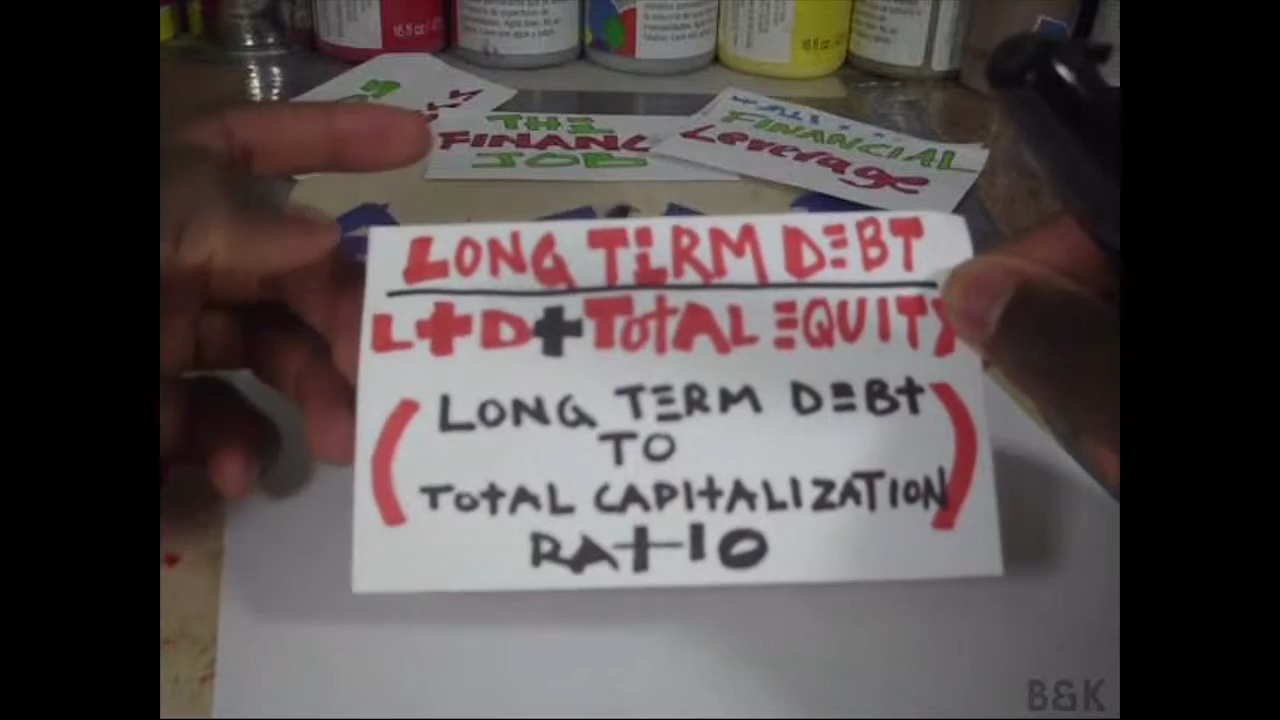 THE
FINANC
JOB
FINANCIAL
Leverage
LONG TERM DEBT
LTD+TOTAL EQUITY
(LONG TERM DEBT
TO
TOTAL CAPITALIZATION)
RATIO
B&K